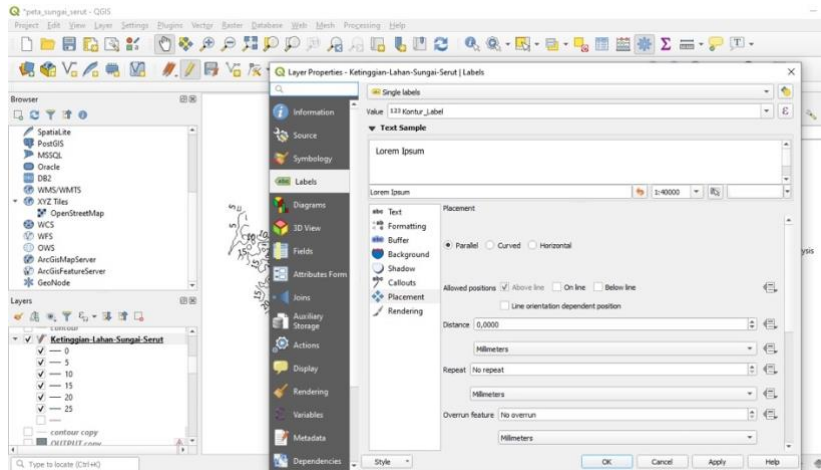 *peta_sungai_serut - QGIS
Project Edit View Layer Settings Plugins Vector Raster Database Web Mesh Processing Help
Browser
SpatiaLite
PostGIS
MSSQL
Oracle
DB2
WMS/WMTS
XYZ Tiles
OpenStreetMap
WCS
WFS
OWS
ArcGisMapServer
ArcGisFeatureServer
GeoNode
Layers
contour
Ketinggian-Lahan-Sungai-Serut
0
5
10
15
20
25
contour copy
OUTPUT copy
Type to locate (Ctrl+K)
Layer Properties - Ketinggian-Lahan-Sungai-Serut | Labels
Information
Source
Symbology
Labels
Diagrams
3D View
Fields
Attributes Form
Joins
Auxiliary
Storage
Actions
Display
Rendering
Variables
Metadata
Dependencies
Single labels
Value 123 Kontur_Label
Text Sample
Lorem Ipsum
Lorem Ipsum 1:40000
Text
Formatting
Buffer
Background
Shadow
Callouts
Placement
Rendering
Placement
Parallel Curved Horizontal
Allowed positions Above line On line Below line
Line orientation dependent position
Distance 0,0000
Millimeters
Repeat No repeat
Millimeters
Overrun feature No overrun
Millimeters
Style OK Cancel Apply Help
ysis